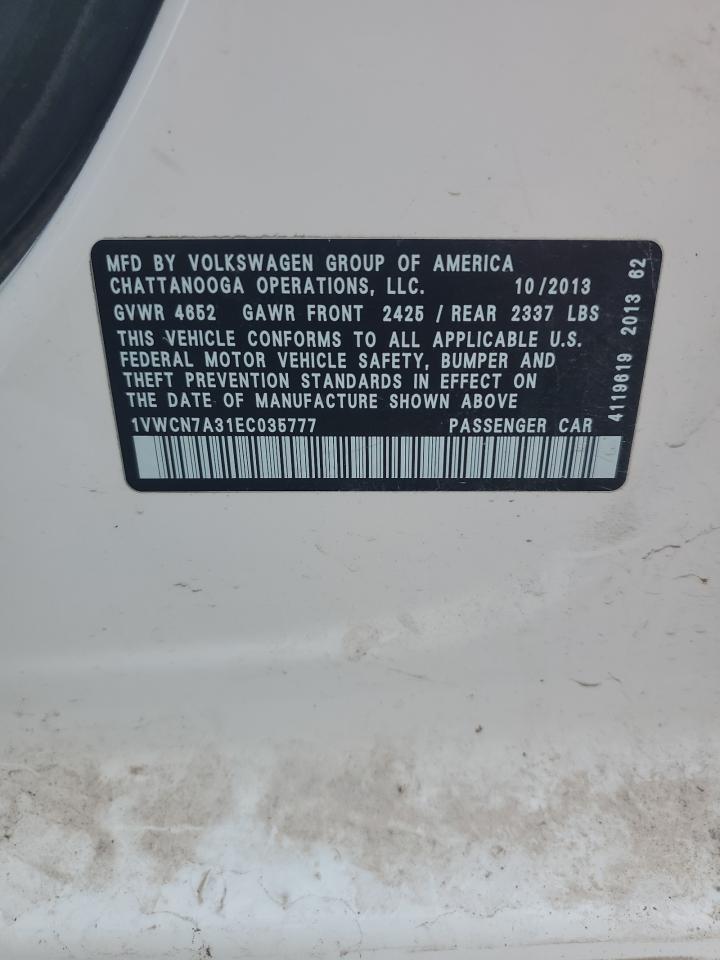 MFD BY VOLKSWAGEN GROUP OF AMERICA
CHATTANOOGA OPERATIONS, LLC. 10/2013
GVWR 4652 GAWR FRONT 2425 / REAR 2337 LBS
THIS VEHICLE CONFORMS TO ALL APPLICABLE U.S.
FEDERAL MOTOR VEHICLE SAFETY, BUMPER AND
THEFT PREVENTION STANDARDS IN EFFECT ON
THE DATE OF MANUFACTURE SHOWN ABOVE
1VWCN7A31EC035777 PASSENGER CAR
4119619 2013 62